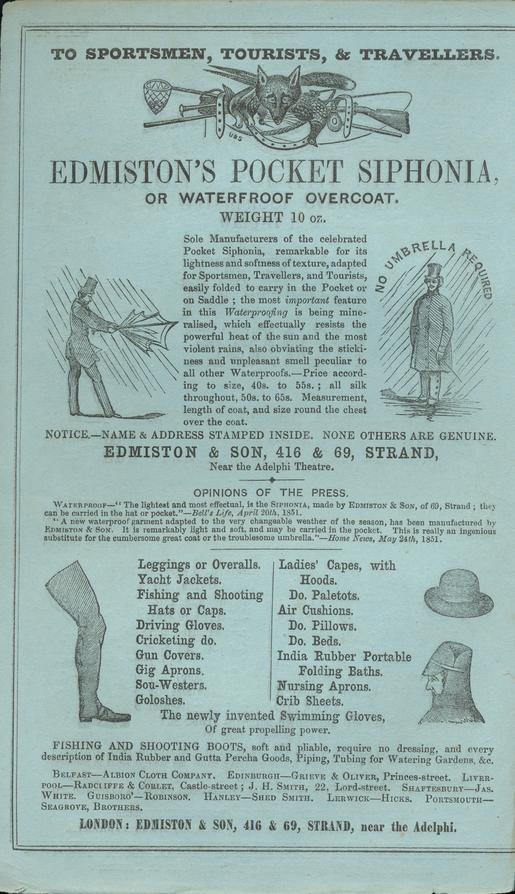 TO SPORTSMEN, TOURISTS, & TRAVELLERS.
EDMISTON'S POCKET SIPHONIA,
OR WATERFROOF OVERCOAT.
WEIGHT 10 oz.
Sole Manufacturers of the celebrated
Pocket Siphonia, remarkable for its
lightness and softness of texture, adapted
for Sportsmen, Travellers, and Tourists,
easily folded to carry in the Pocket or
on Saddle ; the most important feature
in this Waterproofing is being mine-
ralised, which effectually resists the
powerful heat of the sun and the most
violent rains, also obviating the sticki-
ness and unpleasant smell peculiar to
all other Waterproofs.—Price accord-
ing to size, 40s. to 55s. ; all silk
throughout, 50s. to 65s. Measurement,
length of coat, and size round the chest
over the coat.
NO UMBRELLA REQUIRED
NOTICE.—NAME & ADDRESS STAMPED INSIDE. NONE OTHERS ARE GENUINE.
EDMISTON & SON, 416 & 69, STRAND,
Near the Adelphi Theatre.
OPINIONS OF THE PRESS.
WATERPROOF—" The lightest and most effectual, is the SIPHONIA, made by EDMISTON & SON, of 69, Strand ; they
can be carried in the hat or pocket."—Bell's Life, April 20th, 1851.
" A new waterproof garment adapted to the very changeable weather of the season, has been manufactured by
EDMISTON & SON. It is remarkably light and soft, and may be carried in the pocket. This is really an ingenious
substitute for the cumbersome great coat or the troublesome umbrella."—Home News, May 24th, 1851.
Leggings or Overalls.
Yacht Jackets.
Fishing and Shooting
Hats or Caps.
Driving Gloves.
Cricketing do.
Gun Covers.
Gig Aprons.
Sou-Westers.
Goloshes.
Ladies' Capes, with
Hoods.
Do. Paletots.
Air Cushions.
Do. Pillows.
Do. Beds.
India Rubber Portable
Folding Baths.
Nursing Aprons.
Crib Sheets.
The newly invented Swimming Gloves,
Of great propelling power.
FISHING AND SHOOTING BOOTS, soft and pliable, require no dressing, and every
description of India Rubber and Gutta Percha Goods, Piping, Tubing for Watering Gardens, &c.
BELFAST—ALBION CLOTH COMPANY. EDINBURGH—GRIEVE & OLIVER, Princes-street. LIVER-
POOL—RADCLIFFE & COBLET, Castle-street ; J. H. SMITH, 22, Lord-street. SHAFTESBURY—JAS.
WHITE. GUISBORO'—ROBINSON. HANLEY—SHED SMITH. LERWICK—HICKS. PORTSMOUTH—
SEAGROVE, BROTHERS.
LONDON: EDMISTON & SON, 416 & 69, STRAND, near the Adelphi.